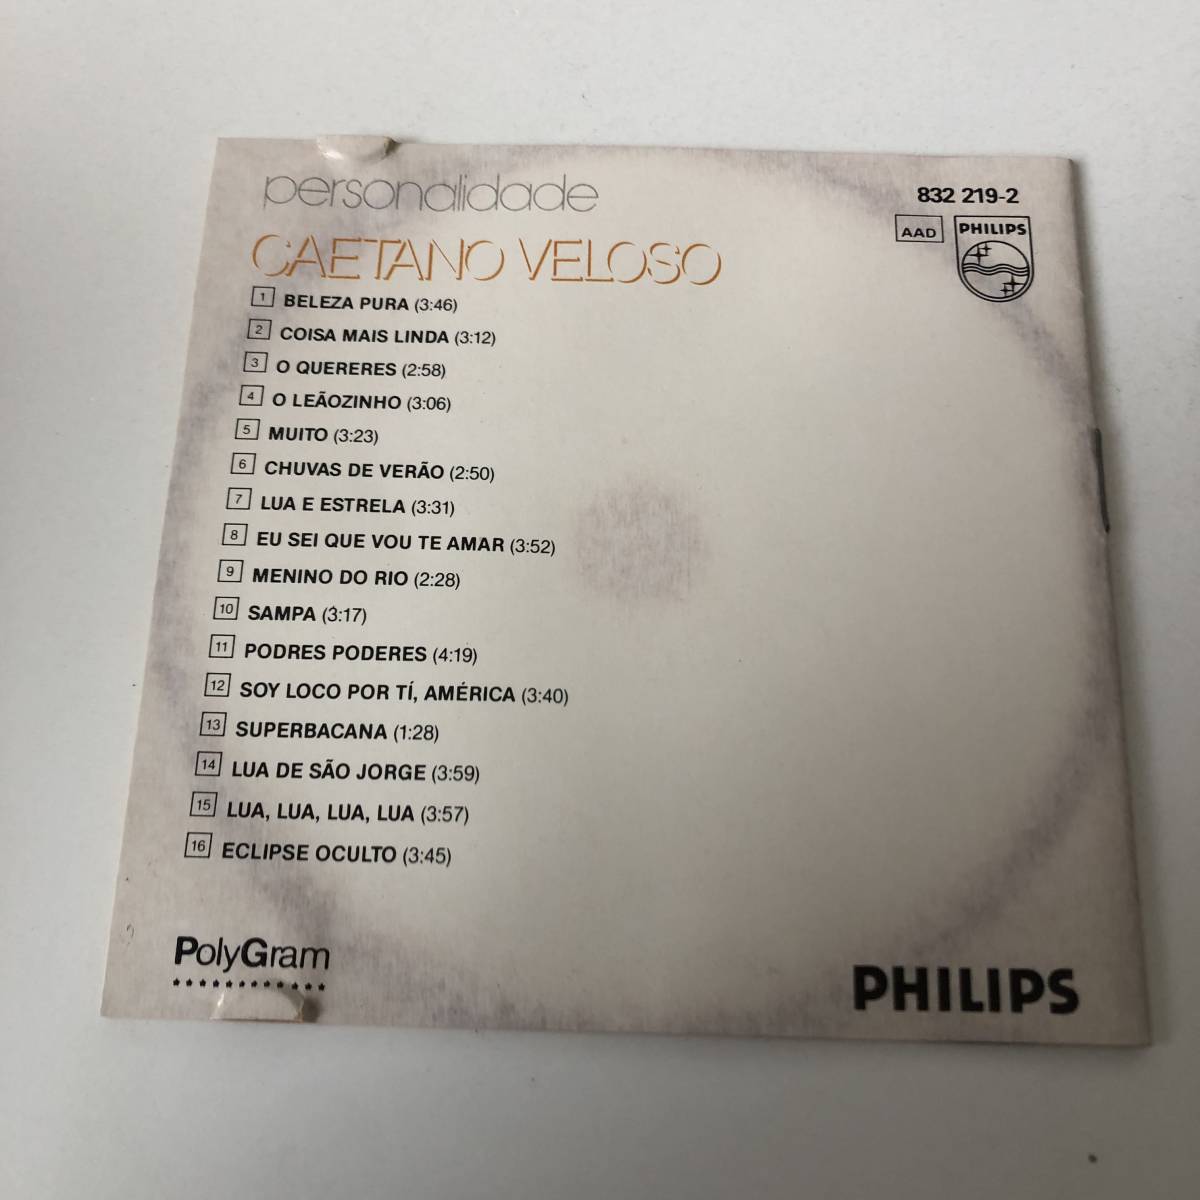 personalidade
832 219-2
AAD
PHILIPS
CAETANO VELOSO
1 BELEZA PURA (3:46)
2 COISA MAIS LINDA (3:12)
3 O QUERERES (2:58)
4 O LEÃOZINHO (3:06)
5 MUITO (3:23)
6 CHUVAS DE VERÃO (2:50)
7 LUA E ESTRELA (3:31)
8 EU SEI QUE VOU TE AMAR (3:52)
9 MENINO DO RIO (2:28)
10 SAMPA (3:17)
11 PODRES PODERES (4:19)
12 SOY LOCO POR TÍ, AMÉRICA (3:40)
13 SUPERBACANA (1:28)
14 LUA DE SÃO JORGE (3:59)
15 LUA, LUA, LUA, LUA (3:57)
16 ECLIPSE OCULTO (3:45)
PolyGram
PHILIPS